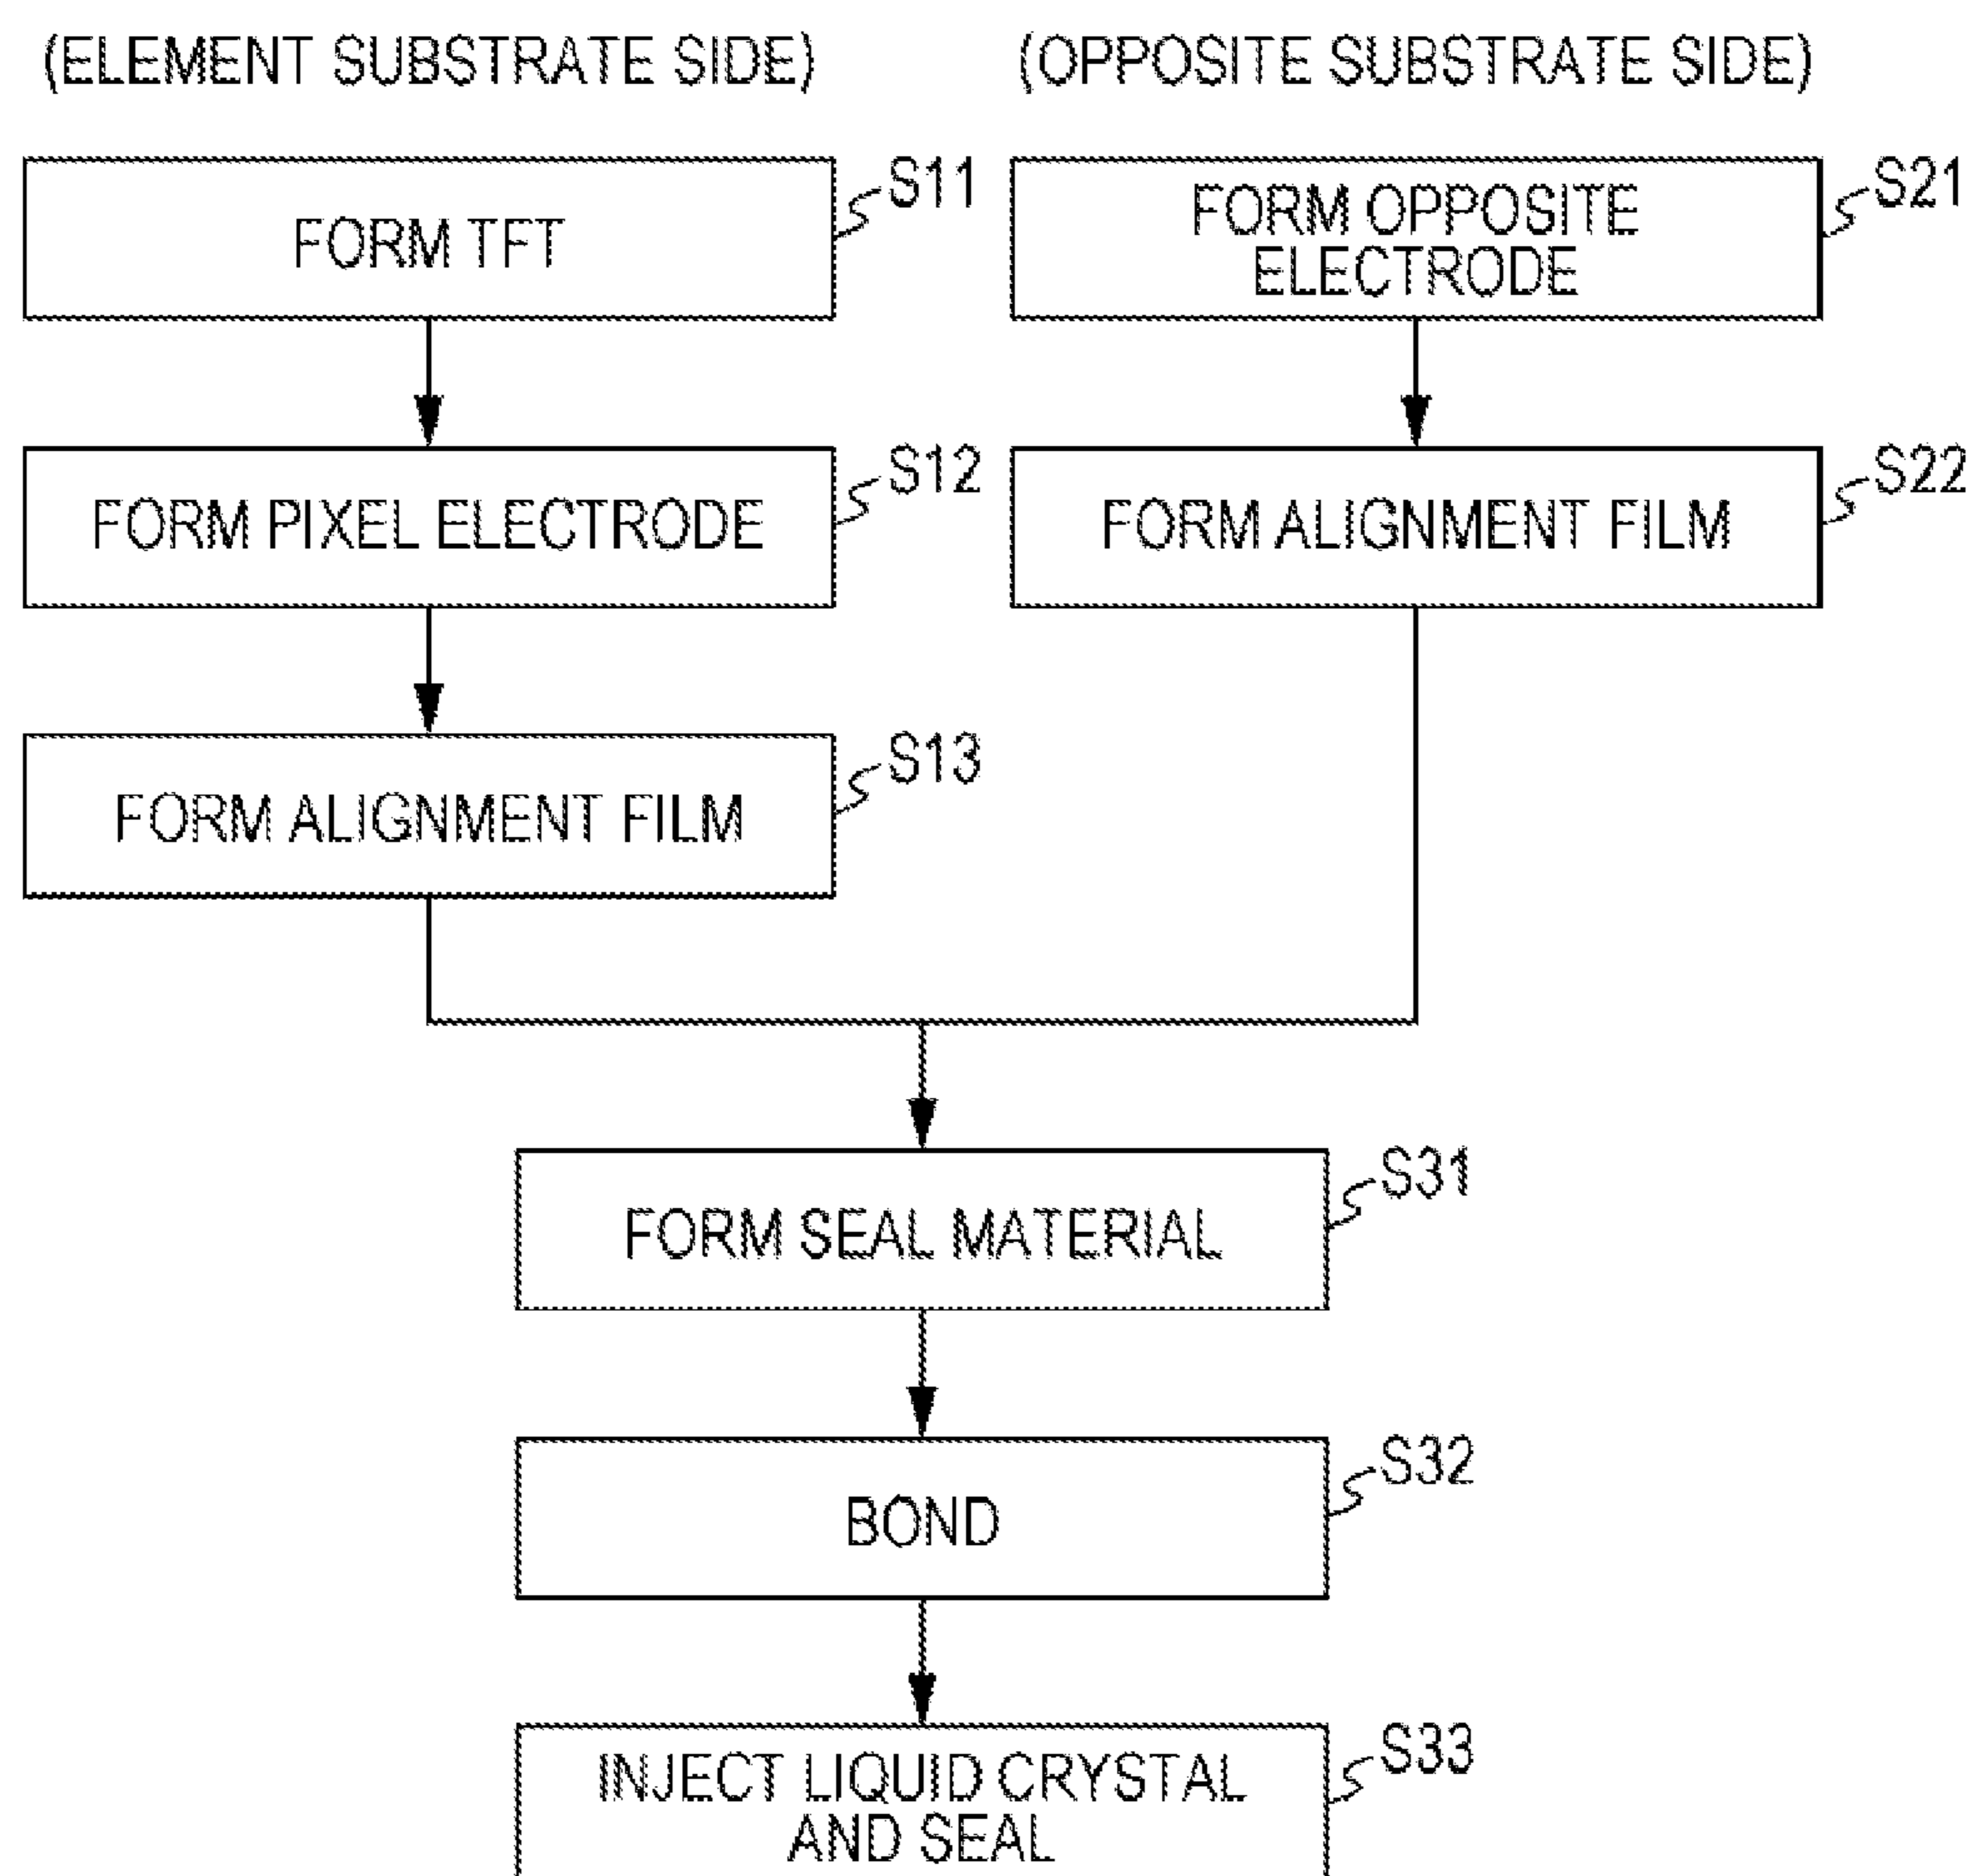 (ELEMENT SUBSTRATE SIDE)
(OPPOSITE SUBSTRATE SIDE)
S11
FORM TFT
S21
FORM OPPOSITE
ELECTRODE
S12
FORM PIXEL ELECTRODE
S22
FORM ALIGNMENT FILM
S13
FORM ALIGNMENT FILM
S31
FORM SEAL MATERIAL
S32
BOND
S33
INJECT LIQUID CRYSTAL
AND SEAL